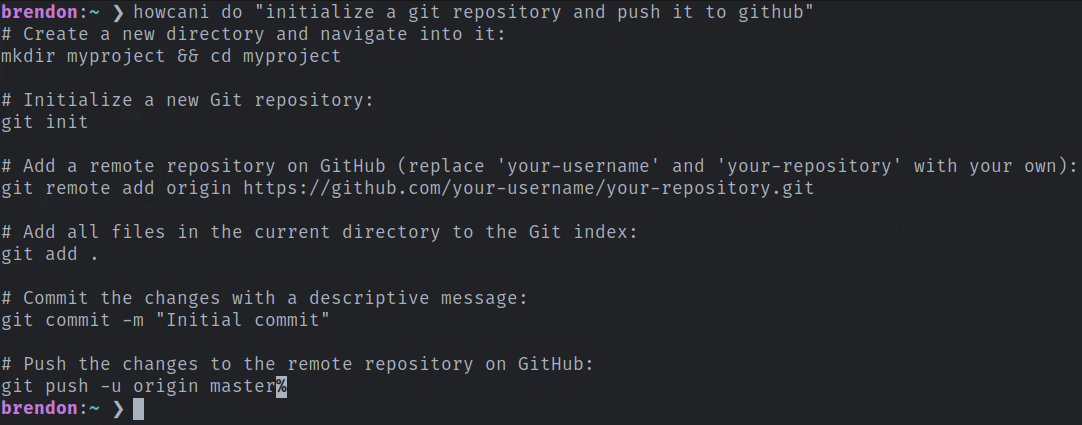 brendon:~ ❯ howcani do "initialize a git repository and push it to github"
# Create a new directory and navigate into it:
mkdir myproject && cd myproject
# Initialize a new Git repository:
git init
# Add a remote repository on GitHub (replace 'your-username' and 'your-repository' with your own):
git remote add origin https://github.com/your-username/your-repository.git
# Add all files in the current directory to the Git index:
git add .
# Commit the changes with a descriptive message:
git commit -m "Initial commit"
# Push the changes to the remote repository on GitHub:
git push -u origin master%
brendon:~ ❯